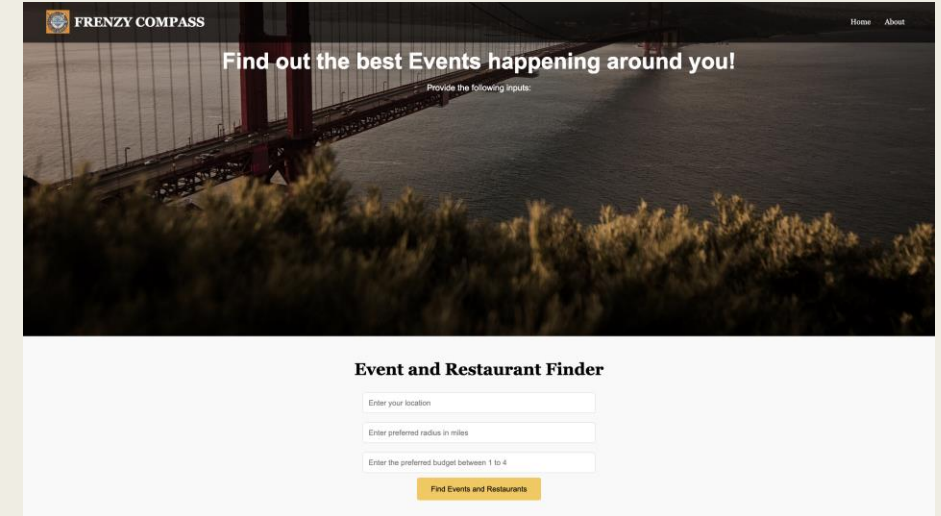 FRENZY COMPASS
Home About
Find out the best Events happening around you!
Provide the following inputs:
Event and Restaurant Finder
Enter your location
Enter preferred radius in miles
Enter the preferred budget between 1 to 4
Find Events and Restaurants